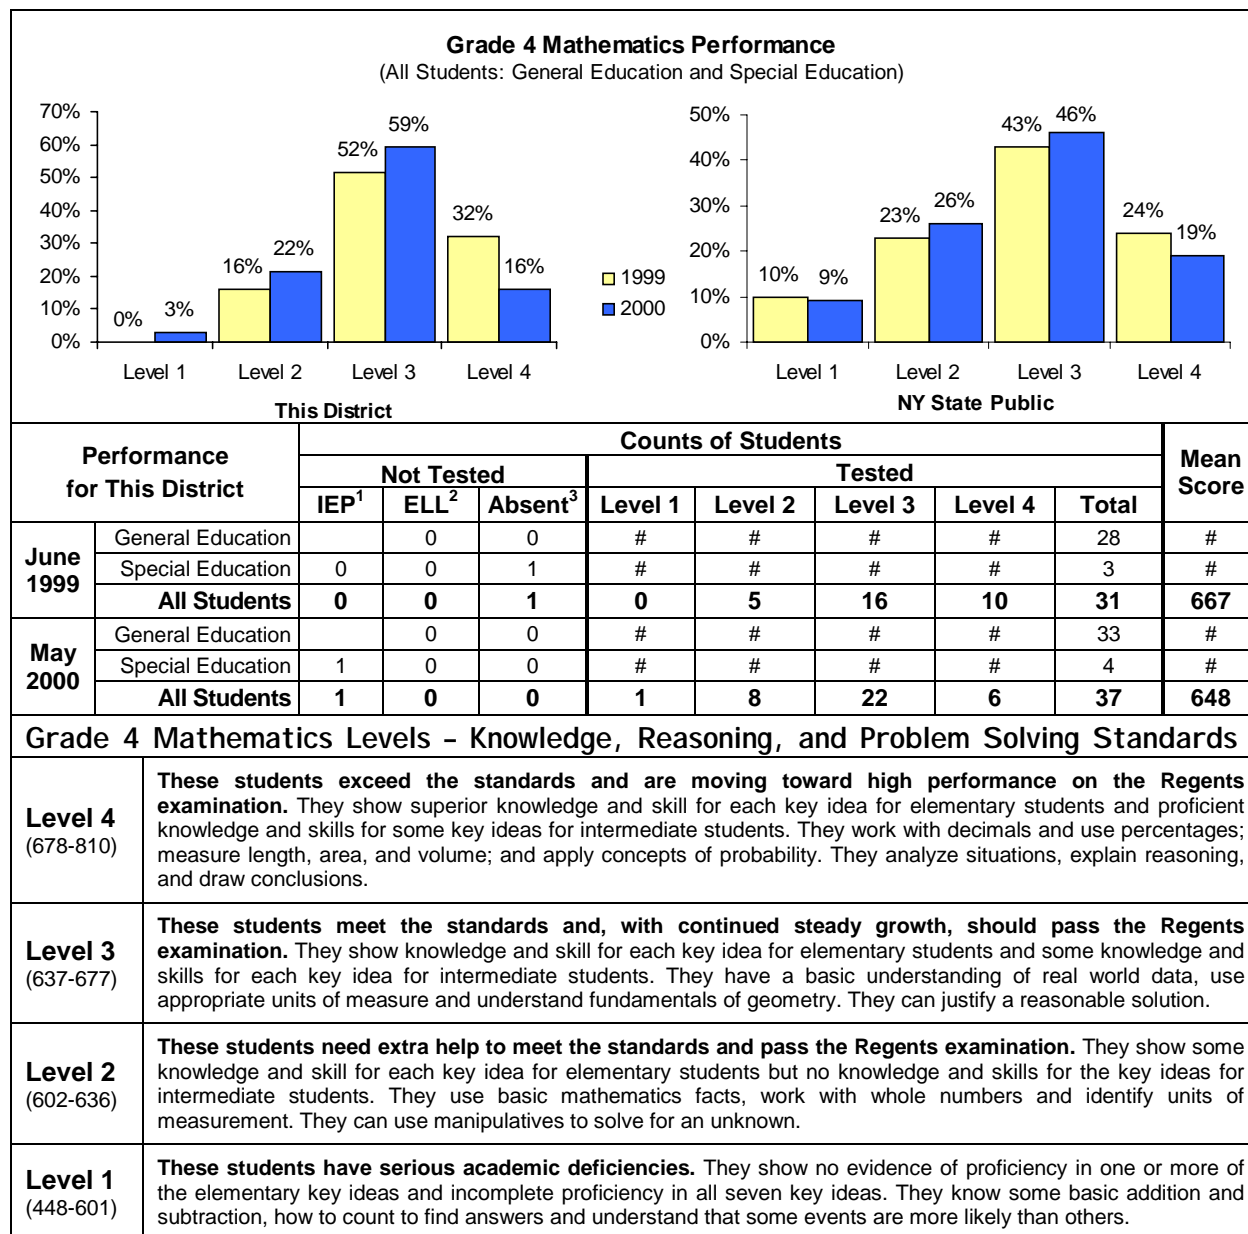 Grade 4 Mathematics Performance
(All Students: General Education and Special Education)
70%
60%
50%
40%
30%
20%
10%
0%
0%
3%
16%
22%
52%
59%
32%
16%
Level 1 Level 2 Level 3 Level 4
This District
1999
2000
50%
40%
30%
20%
10%
0%
10%
9%
23%
26%
43%
46%
24%
19%
Level 1 Level 2 Level 3 Level 4
NY State Public
Performance
for This District
Counts of Students
Mean
Score
Not Tested Tested
IEP1 ELL2 Absent3 Level 1 Level 2 Level 3 Level 4 Total
June
1999
General Education 0 0 # # # # 28 #
Special Education 0 0 1 # # # # 3 #
All Students 0 0 1 0 5 16 10 31 667
May
2000
General Education 0 0 # # # # 33 #
Special Education 1 0 0 # # # # 4 #
All Students 1 0 0 1 8 22 6 37 648
Grade 4 Mathematics Levels – Knowledge, Reasoning, and Problem Solving Standards
Level 4
(678-810)
These students exceed the standards and are moving toward high performance on the Regents
examination. They show superior knowledge and skill for each key idea for elementary students and proficient
knowledge and skills for some key ideas for intermediate students. They work with decimals and use percentages;
measure length, area, and volume; and apply concepts of probability. They analyze situations, explain reasoning,
and draw conclusions.
Level 3
(637-677)
These students meet the standards and, with continued steady growth, should pass the Regents
examination. They show knowledge and skill for each key idea for elementary students and some knowledge and
skills for each key idea for intermediate students. They have a basic understanding of real world data, use
appropriate units of measure and understand fundamentals of geometry. They can justify a reasonable solution.
Level 2
(602-636)
These students need extra help to meet the standards and pass the Regents examination. They show some
knowledge and skill for each key idea for elementary students but no knowledge and skills for the key ideas for
intermediate students. They use basic mathematics facts, work with whole numbers and identify units of
measurement. They can use manipulatives to solve for an unknown.
Level 1
(448-601)
These students have serious academic deficiencies. They show no evidence of proficiency in one or more of
the elementary key ideas and incomplete proficiency in all seven key ideas. They know some basic addition and
subtraction, how to count to find answers and understand that some events are more likely than others.